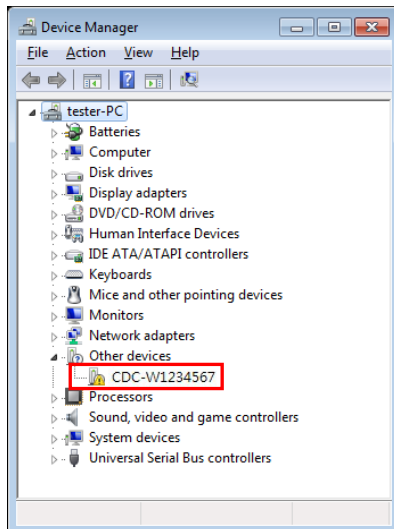 Device Manager
File Action View Help
tester-PC
Batteries
Computer
Disk drives
Display adapters
DVD/CD-ROM drives
Human Interface Devices
IDE ATA/ATAPI controllers
Keyboards
Mice and other pointing devices
Monitors
Network adapters
Other devices
CDC-W1234567
Processors
Sound, video and game controllers
System devices
Universal Serial Bus controllers